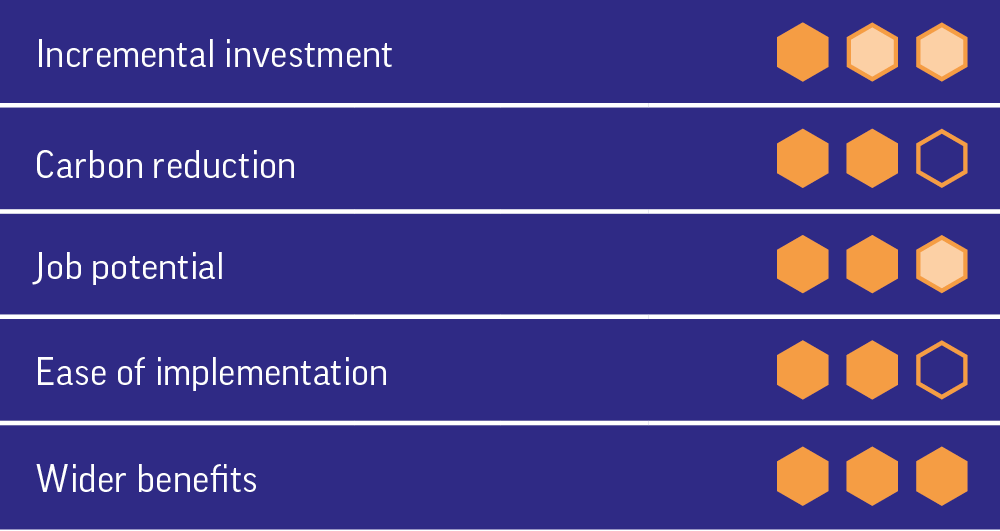 Incremental investment
Carbon reduction
Job potential
Ease of implementation
Wider benefits